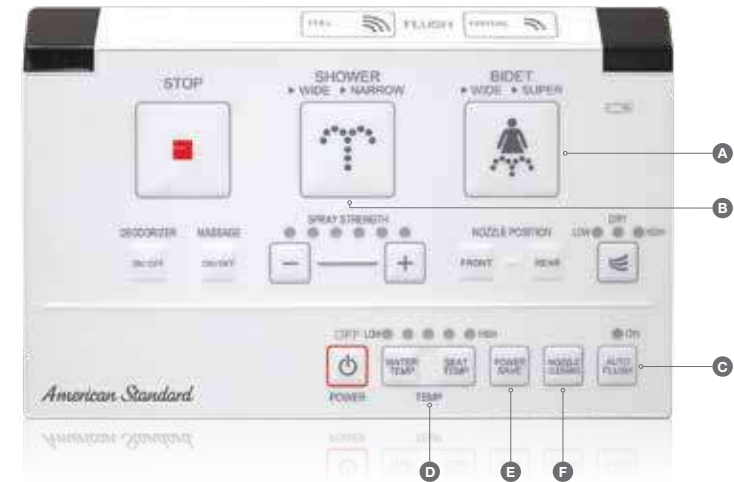 FULL FLUSH PARTIAL
STOP
SHOWER
▸ WIDE ▸ NARROW
BIDET
▸ WIDE ▸ SUPER
A
B
DEODORIZER MASSAGE
ON/OFF ON/OFF
SPRAY STRENGTH
− +
NOZZLE POSITION
FRONT REAR
DRY
LOW HIGH
OFF LOW HIGH
ON
WATER TEMP
SEAT TEMP
POWER SAVE
NOZZLE CLEANING
AUTO FLUSH
C
POWER TEMP
American Standard
D
E
F